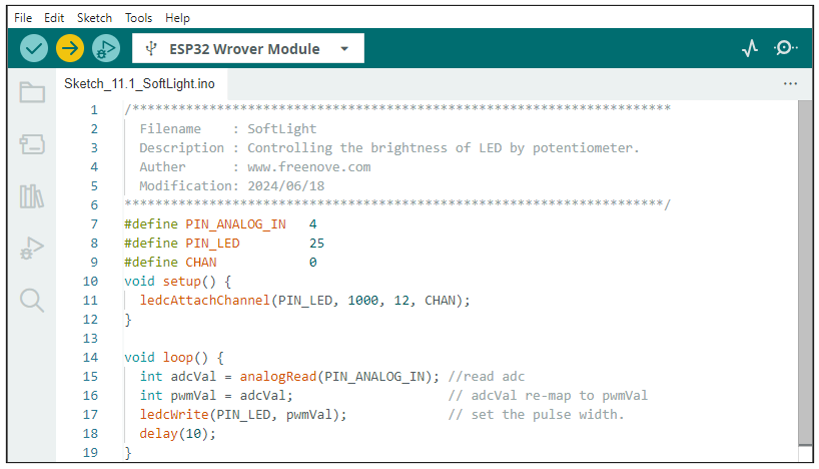 File Edit Sketch Tools Help
ESP32 Wrover Module
Sketch_11.1_SoftLight.ino ...
1 /**********************************************************************
2 Filename : SoftLight
3 Description : Controlling the brightness of LED by potentiometer.
4 Auther : www.freenove.com
5 Modification: 2024/06/18
6 **********************************************************************/
7 #define PIN_ANALOG_IN 4
8 #define PIN_LED 25
9 #define CHAN 0
10 void setup() {
11 ledcAttachChannel(PIN_LED, 1000, 12, CHAN);
12 }
13
14 void loop() {
15 int adcVal = analogRead(PIN_ANALOG_IN); //read adc
16 int pwmVal = adcVal; // adcVal re-map to pwmVal
17 ledcWrite(PIN_LED, pwmVal); // set the pulse width.
18 delay(10);
19 }